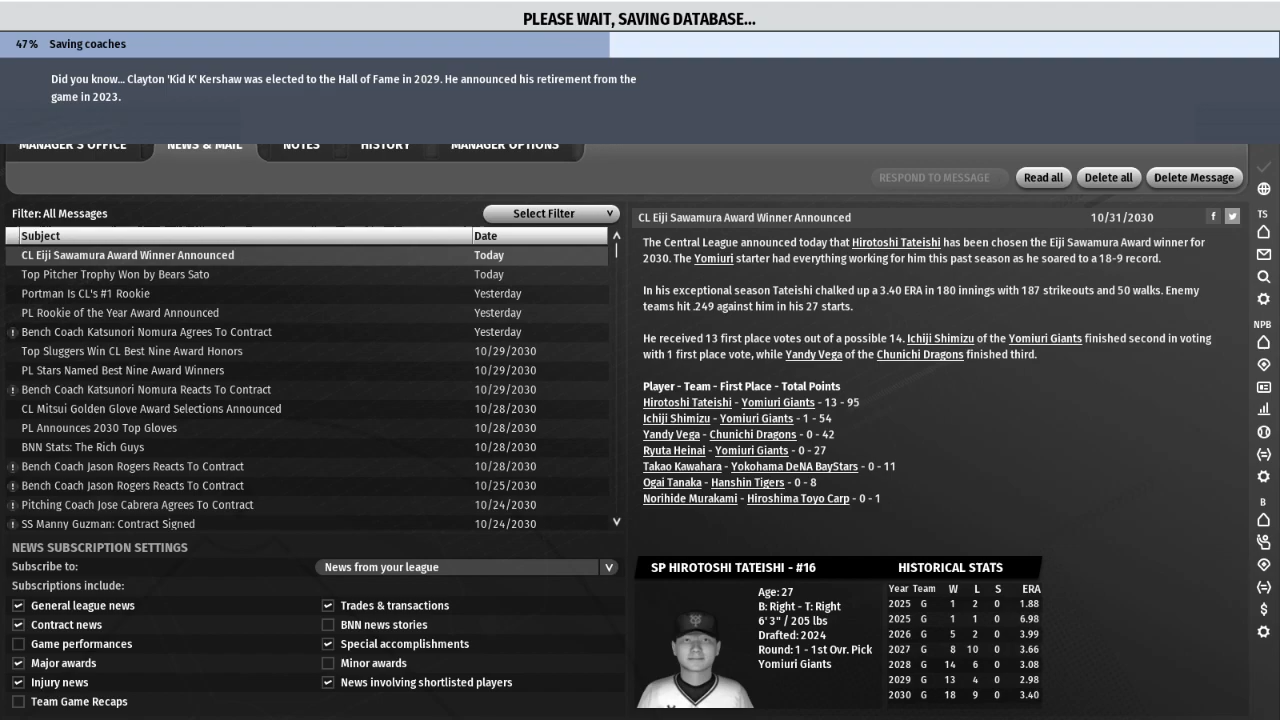 PLEASE WAIT, SAVING DATABASE...
47% Saving coaches
Did you know... Clayton 'Kid K' Kershaw was elected to the Hall of Fame in 2029. He announced his retirement from the
game in 2023.
MANAGER'S OFFICE NEWS & MAIL NOTES HISTORY MANAGER OPTIONS
RESPOND TO MESSAGE Read all Delete all Delete Message
Filter: All Messages Select Filter
Subject Date
CL Eiji Sawamura Award Winner Announced Today
Top Pitcher Trophy Won by Bears Sato Today
Portman Is CL's #1 Rookie Yesterday
PL Rookie of the Year Award Announced Yesterday
Bench Coach Katsunori Nomura Agrees To Contract Yesterday
Top Sluggers Win CL Best Nine Award Honors 10/29/2030
PL Stars Named Best Nine Award Winners 10/29/2030
Bench Coach Katsunori Nomura Reacts To Contract 10/29/2030
CL Mitsui Golden Glove Award Selections Announced 10/28/2030
PL Announces 2030 Top Gloves 10/28/2030
BNN Stats: The Rich Guys 10/28/2030
Bench Coach Jason Rogers Reacts To Contract 10/28/2030
Bench Coach Jason Rogers Reacts To Contract 10/25/2030
Pitching Coach Jose Cabrera Agrees To Contract 10/24/2030
SS Manny Guzman: Contract Signed 10/24/2030
NEWS SUBSCRIPTION SETTINGS
Subscribe to: News from your league
Subscriptions include:
General league news Trades & transactions
Contract news BNN news stories
Game performances Special accomplishments
Major awards Minor awards
Injury news News involving shortlisted players
Team Game Recaps
CL Eiji Sawamura Award Winner Announced 10/31/2030
The Central League announced today that Hirotoshi Tateishi has been chosen the Eiji Sawamura Award winner for
2030. The Yomiuri starter had everything working for him this past season as he soared to a 18-9 record.
In his exceptional season Tateishi chalked up a 3.40 ERA in 180 innings with 187 strikeouts and 50 walks. Enemy
teams hit .249 against him in his 27 starts.
He received 13 first place votes out of a possible 14. Ichiji Shimizu of the Yomiuri Giants finished second in voting
with 1 first place vote, while Yandy Vega of the Chunichi Dragons finished third.
Player - Team - First Place - Total Points
Hirotoshi Tateishi - Yomiuri Giants - 13 - 95
Ichiji Shimizu - Yomiuri Giants - 1 - 54
Yandy Vega - Chunichi Dragons - 0 - 42
Ryuta Heinai - Yomiuri Giants - 0 - 27
Takao Kawahara - Yokohama DeNA BayStars - 0 - 11
Ogai Tanaka - Hanshin Tigers - 0 - 8
Norihide Murakami - Hiroshima Toyo Carp - 0 - 1
SP HIROTOSHI TATEISHI - #16
Age: 27
B: Right - T: Right
6' 3" / 205 lbs
Drafted: 2024
Round: 1 - 1st Ovr. Pick
Yomiuri Giants
HISTORICAL STATS
Year Team W L S ERA
2025 G 1 2 0 1.88
2025 G 1 1 0 6.98
2026 G 5 2 0 3.99
2027 G 8 10 0 3.66
2028 G 14 6 0 3.08
2029 G 13 4 0 2.98
2030 G 18 9 0 3.40
TS
NPB
B